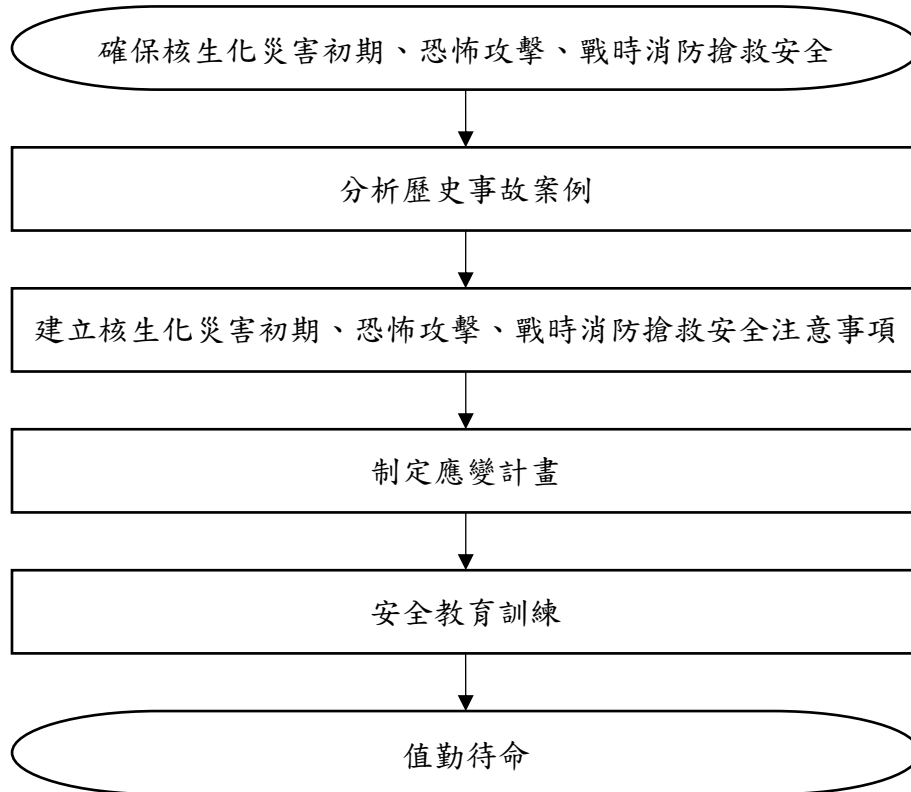 確保核生化災害初期、恐怖攻擊、戰時消防搶救安全
分析歷史事故案例
建立核生化災害初期、恐怖攻擊、戰時消防搶救安全注意事項
制定應變計畫
安全教育訓練
值勤待命